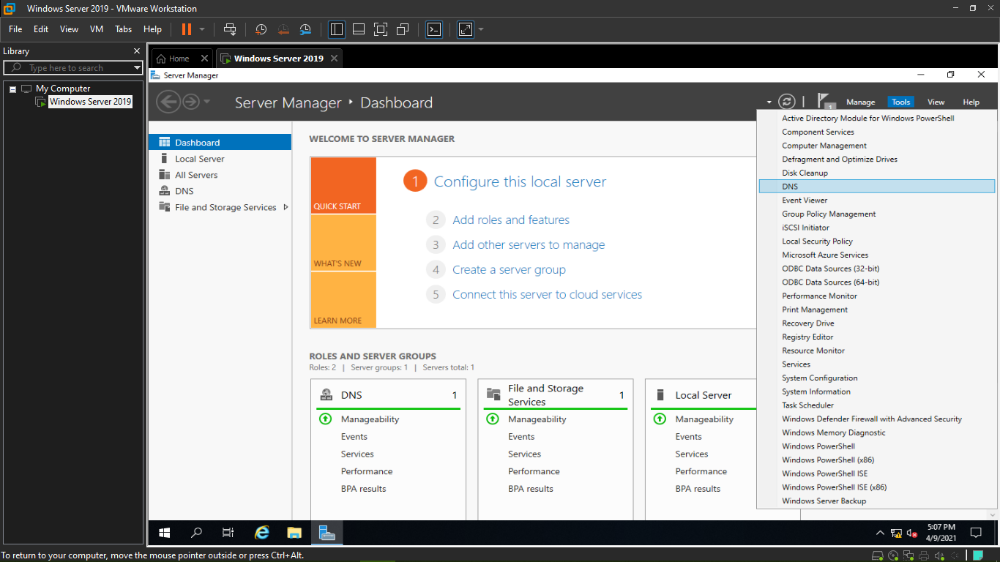 Windows Server 2019 - VMware Workstation
File Edit View VM Tabs Help
Library
Type here to search
My Computer
Windows Server 2019
Home
Windows Server 2019
Server Manager
Server Manager Dashboard
1
Manage Tools View Help
Dashboard
Local Server
All Servers
DNS
File and Storage Services
WELCOME TO SERVER MANAGER
QUICK START
WHAT'S NEW
LEARN MORE
1 Configure this local server
2 Add roles and features
3 Add other servers to manage
4 Create a server group
5 Connect this server to cloud services
ROLES AND SERVER GROUPS
Roles: 2 | Server groups: 1 | Servers total: 1
DNS 1
Manageability
Events
Services
Performance
BPA results
File and Storage
Services
1
Manageability
Events
Services
Performance
BPA results
Local Server
Manageability
Events
Services
Performance
BPA results
Active Directory Module for Windows PowerShell
Component Services
Computer Management
Defragment and Optimize Drives
Disk Cleanup
DNS
Event Viewer
Group Policy Management
iSCSI Initiator
Local Security Policy
Microsoft Azure Services
ODBC Data Sources (32-bit)
ODBC Data Sources (64-bit)
Performance Monitor
Print Management
Recovery Drive
Registry Editor
Resource Monitor
Services
System Configuration
System Information
Task Scheduler
Windows Defender Firewall with Advanced Security
Windows Memory Diagnostic
Windows PowerShell
Windows PowerShell (x86)
Windows PowerShell ISE
Windows PowerShell ISE (x86)
Windows Server Backup
5:07 PM
4/9/2021
To return to your computer, move the mouse pointer outside or press Ctrl+Alt.